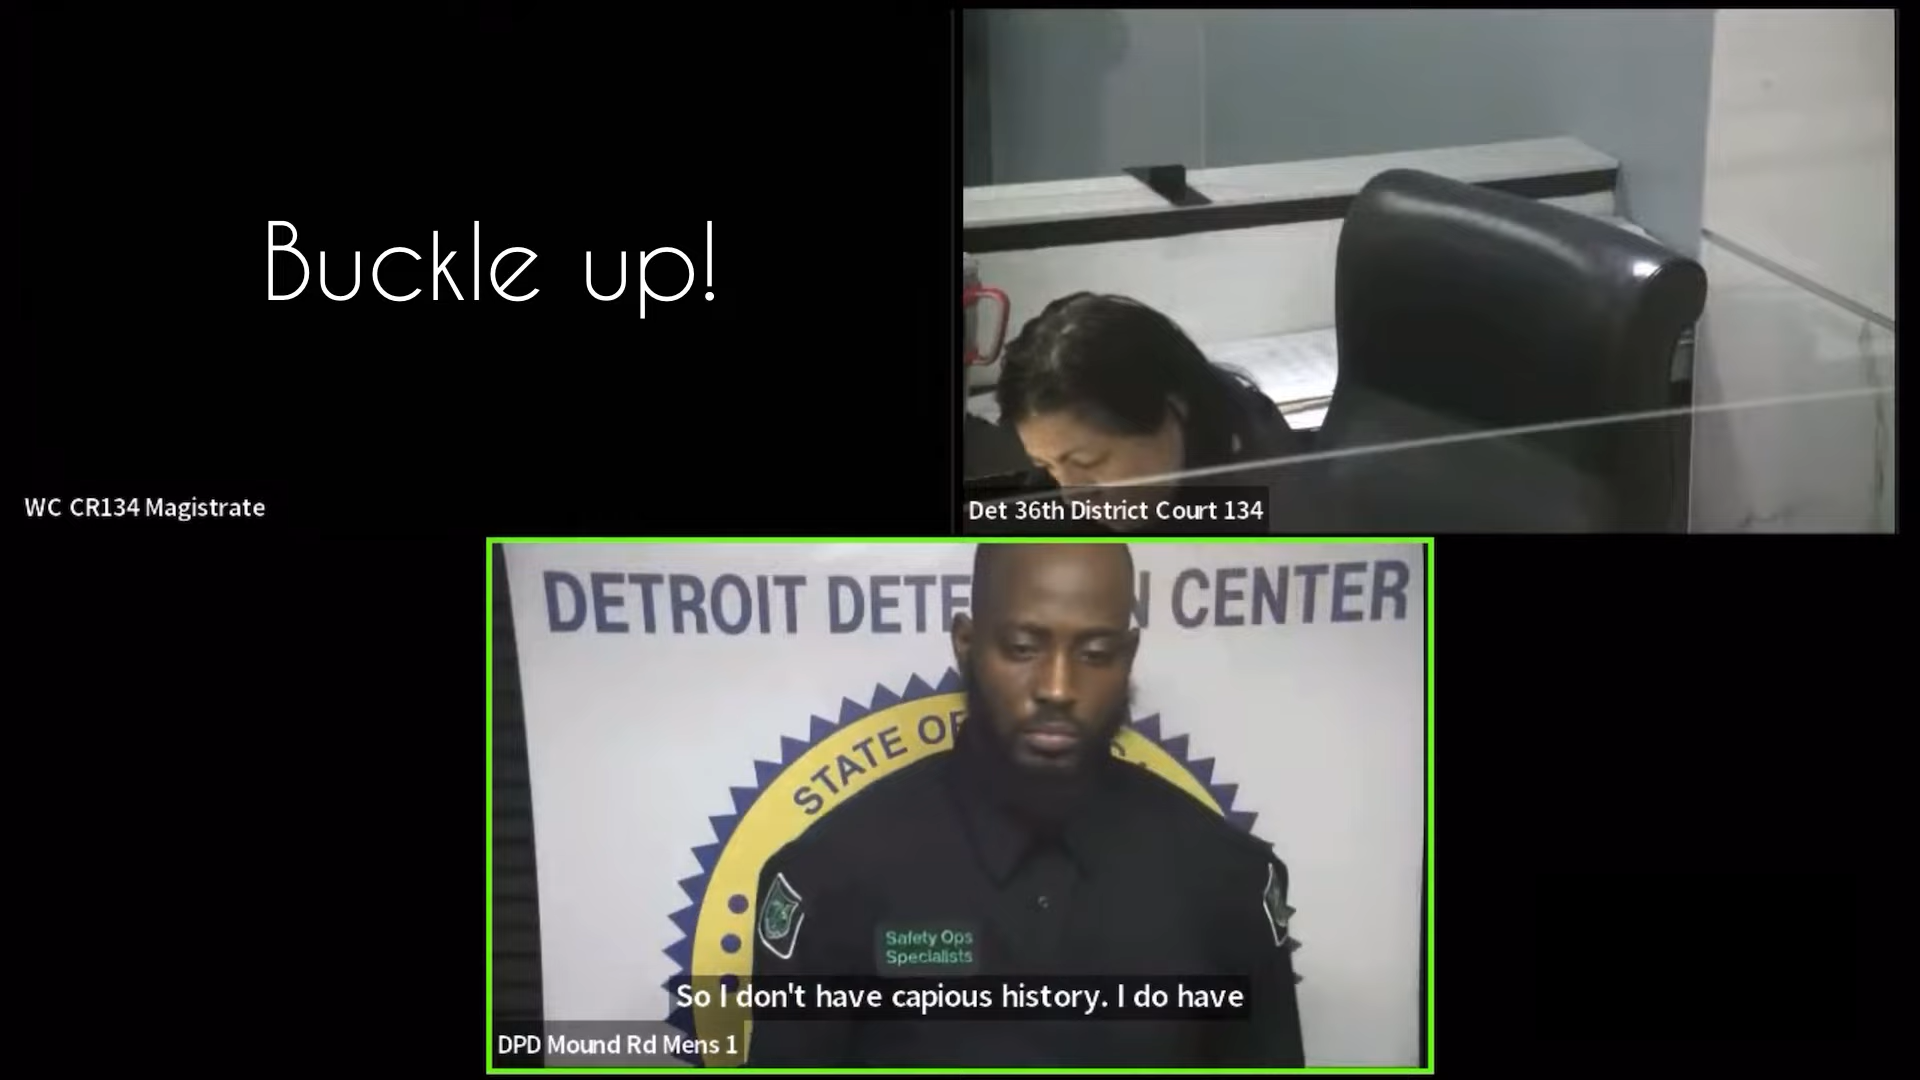 Buckle up!
WC CR134 Magistrate
Det 36th District Court 134
DETROIT DETE N CENTER
STATE OF
Safety Ops
Specialists
So I don't have capious history. I do have
DPD Mound Rd Mens 1